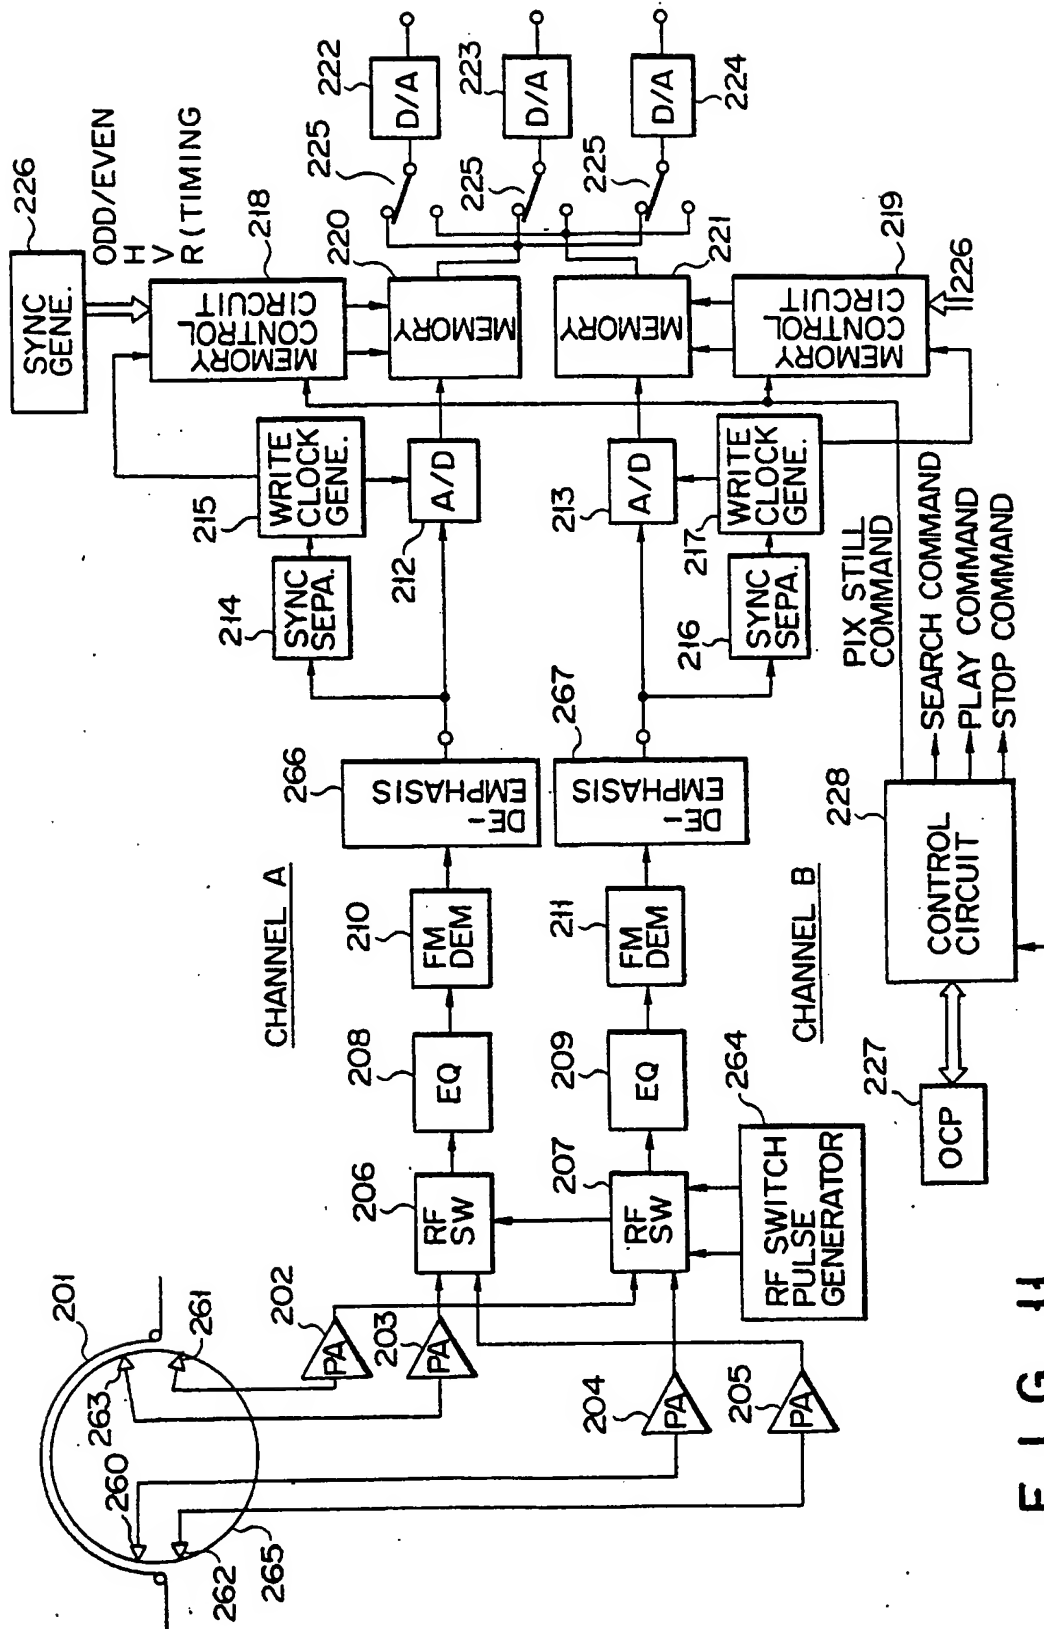 201
202
261
263
260
262
265
PA
203
PA
204
PA
205
PA
206
RF
SW
207
RF
SW
264
RF SWITCH
PULSE
GENERATOR
CHANNEL A
208
EQ
209
EQ
210
FM
DEM
211
FM
DEM
CHANNEL B
266
DE-
EMPHASIS
267
DE-
EMPHASIS
214
SYNC
SEPA.
215
WRITE
CLOCK
GENE.
212
A/D
213
A/D
216
SYNC
SEPA.
217
WRITE
CLOCK
GENE.
226
SYNC
GENE.
ODD/EVEN
H
V
R(TIMING
218
MEMORY
CONTROL
CIRCUIT
220
MEMORY
221
MEMORY
219
MEMORY
CONTROL
CIRCUIT
226
225
225
225
222
D/A
223
D/A
224
D/A
227
OCP
228
CONTROL
CIRCUIT
PIX STILL
COMMAND
SEARCH COMMAND
PLAY COMMAND
STOP COMMAND
F I G. 11